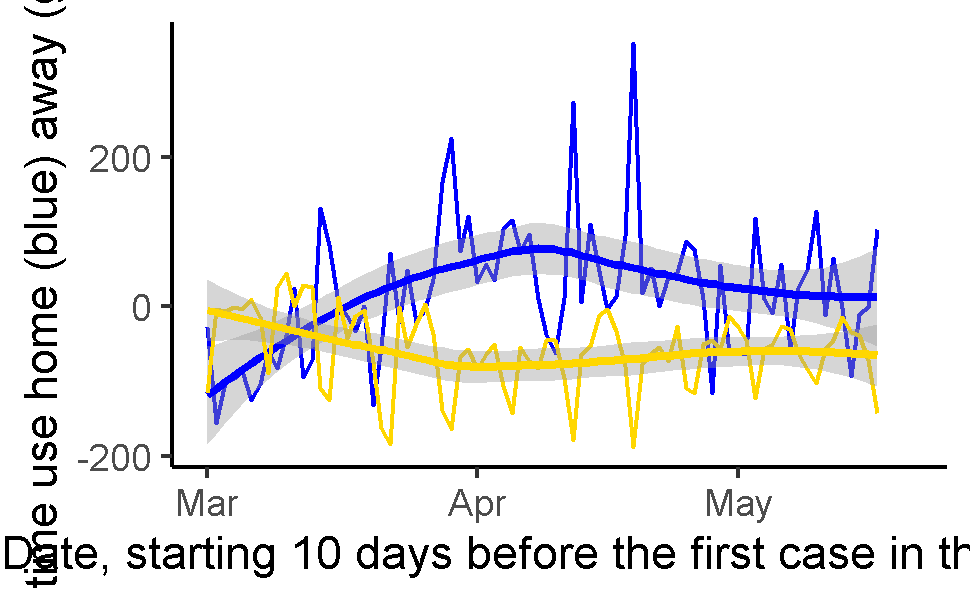 time use home (blue) away (
200
0
-200
Mar Apr May
Date, starting 10 days before the first case in th